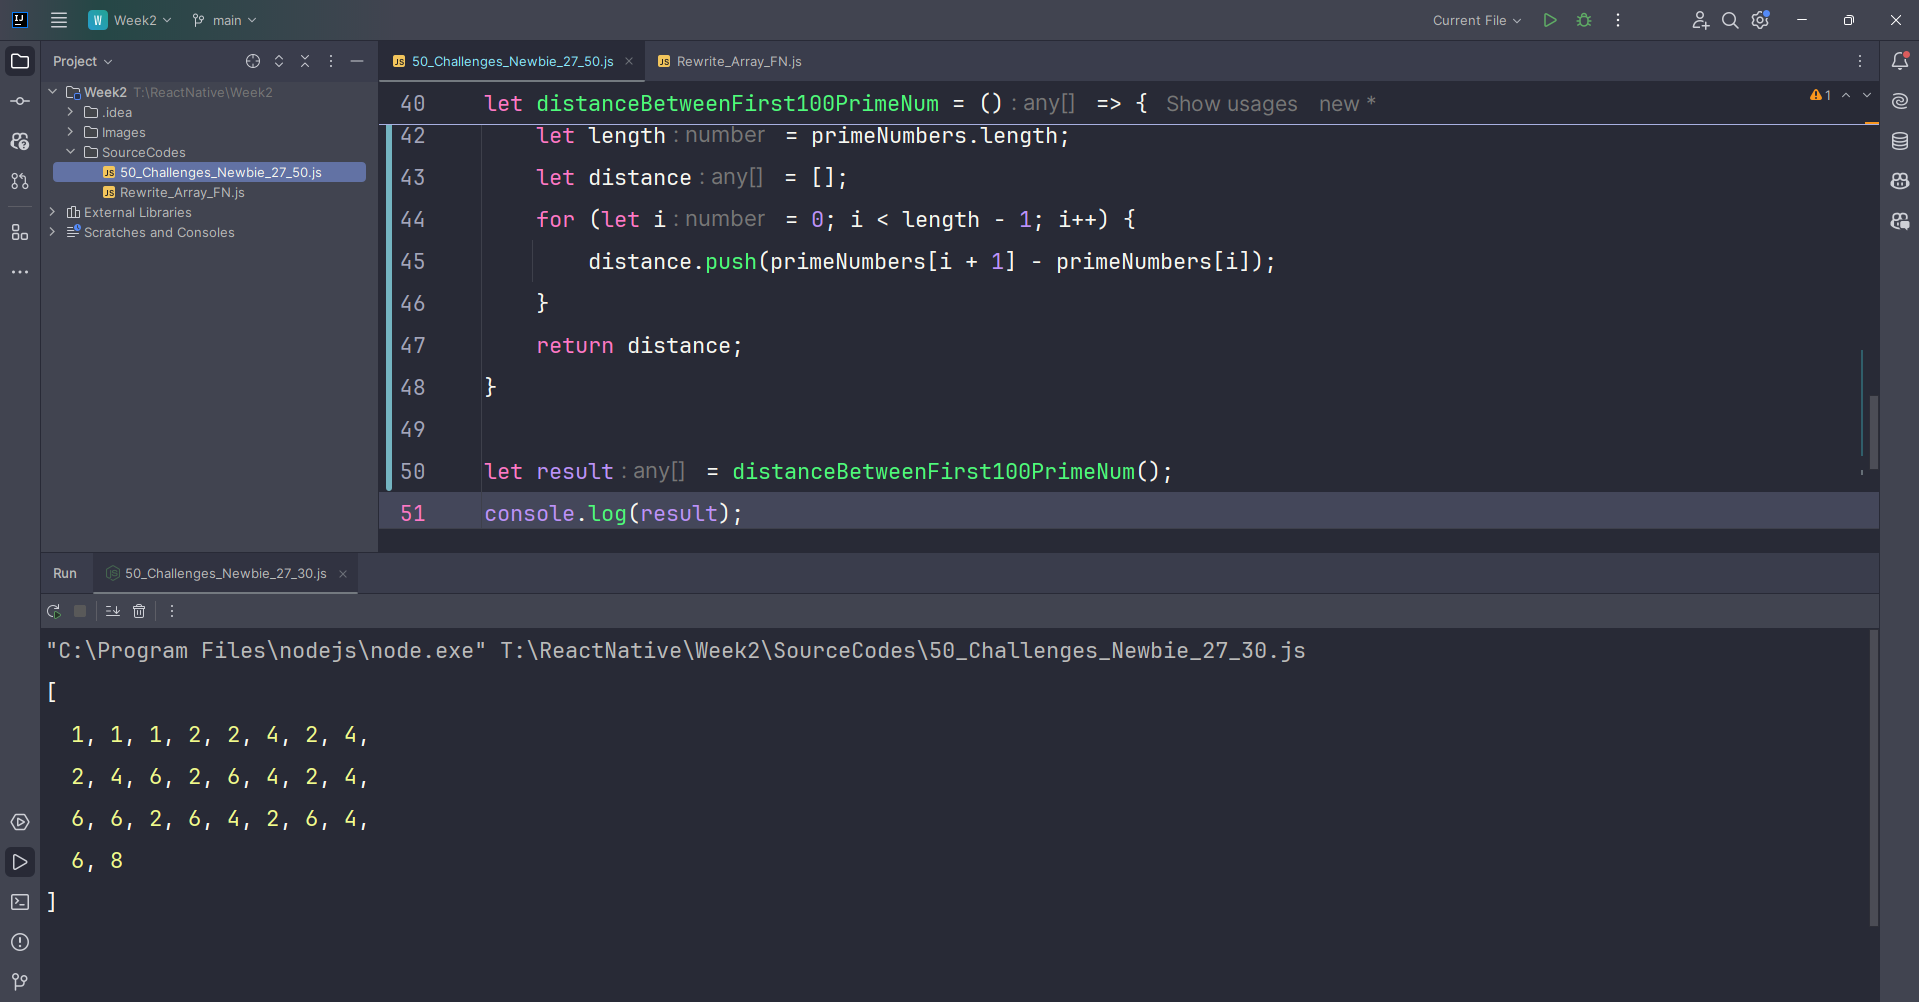 IJ
W Week2 main Current File
Project
50_Challenges_Newbie_27_50.js
Rewrite_Array_FN.js
Week2 T:\ReactNative\Week2
.idea
Images
SourceCodes
JS 50_Challenges_Newbie_27_50.js
JS Rewrite_Array_FN.js
External Libraries
Scratches and Consoles
1
40 let distanceBetweenFirst100PrimeNum = () : any[] => { Show usages new *
42 let length : number = primeNumbers.length;
43 let distance : any[] = [];
44 for (let i : number = 0; i < length - 1; i++) {
45 distance.push(primeNumbers[i + 1] - primeNumbers[i]);
46 }
47 return distance;
48 }
49
50 let result : any[] = distanceBetweenFirst100PrimeNum();
51 console.log(result);
Run 50_Challenges_Newbie_27_30.js
"C:\Program Files\nodejs\node.exe" T:\ReactNative\Week2\SourceCodes\50_Challenges_Newbie_27_30.js
[
1, 1, 1, 2, 2, 4, 2, 4,
2, 4, 6, 2, 6, 4, 2, 4,
6, 6, 2, 6, 4, 2, 6, 4,
6, 8
]